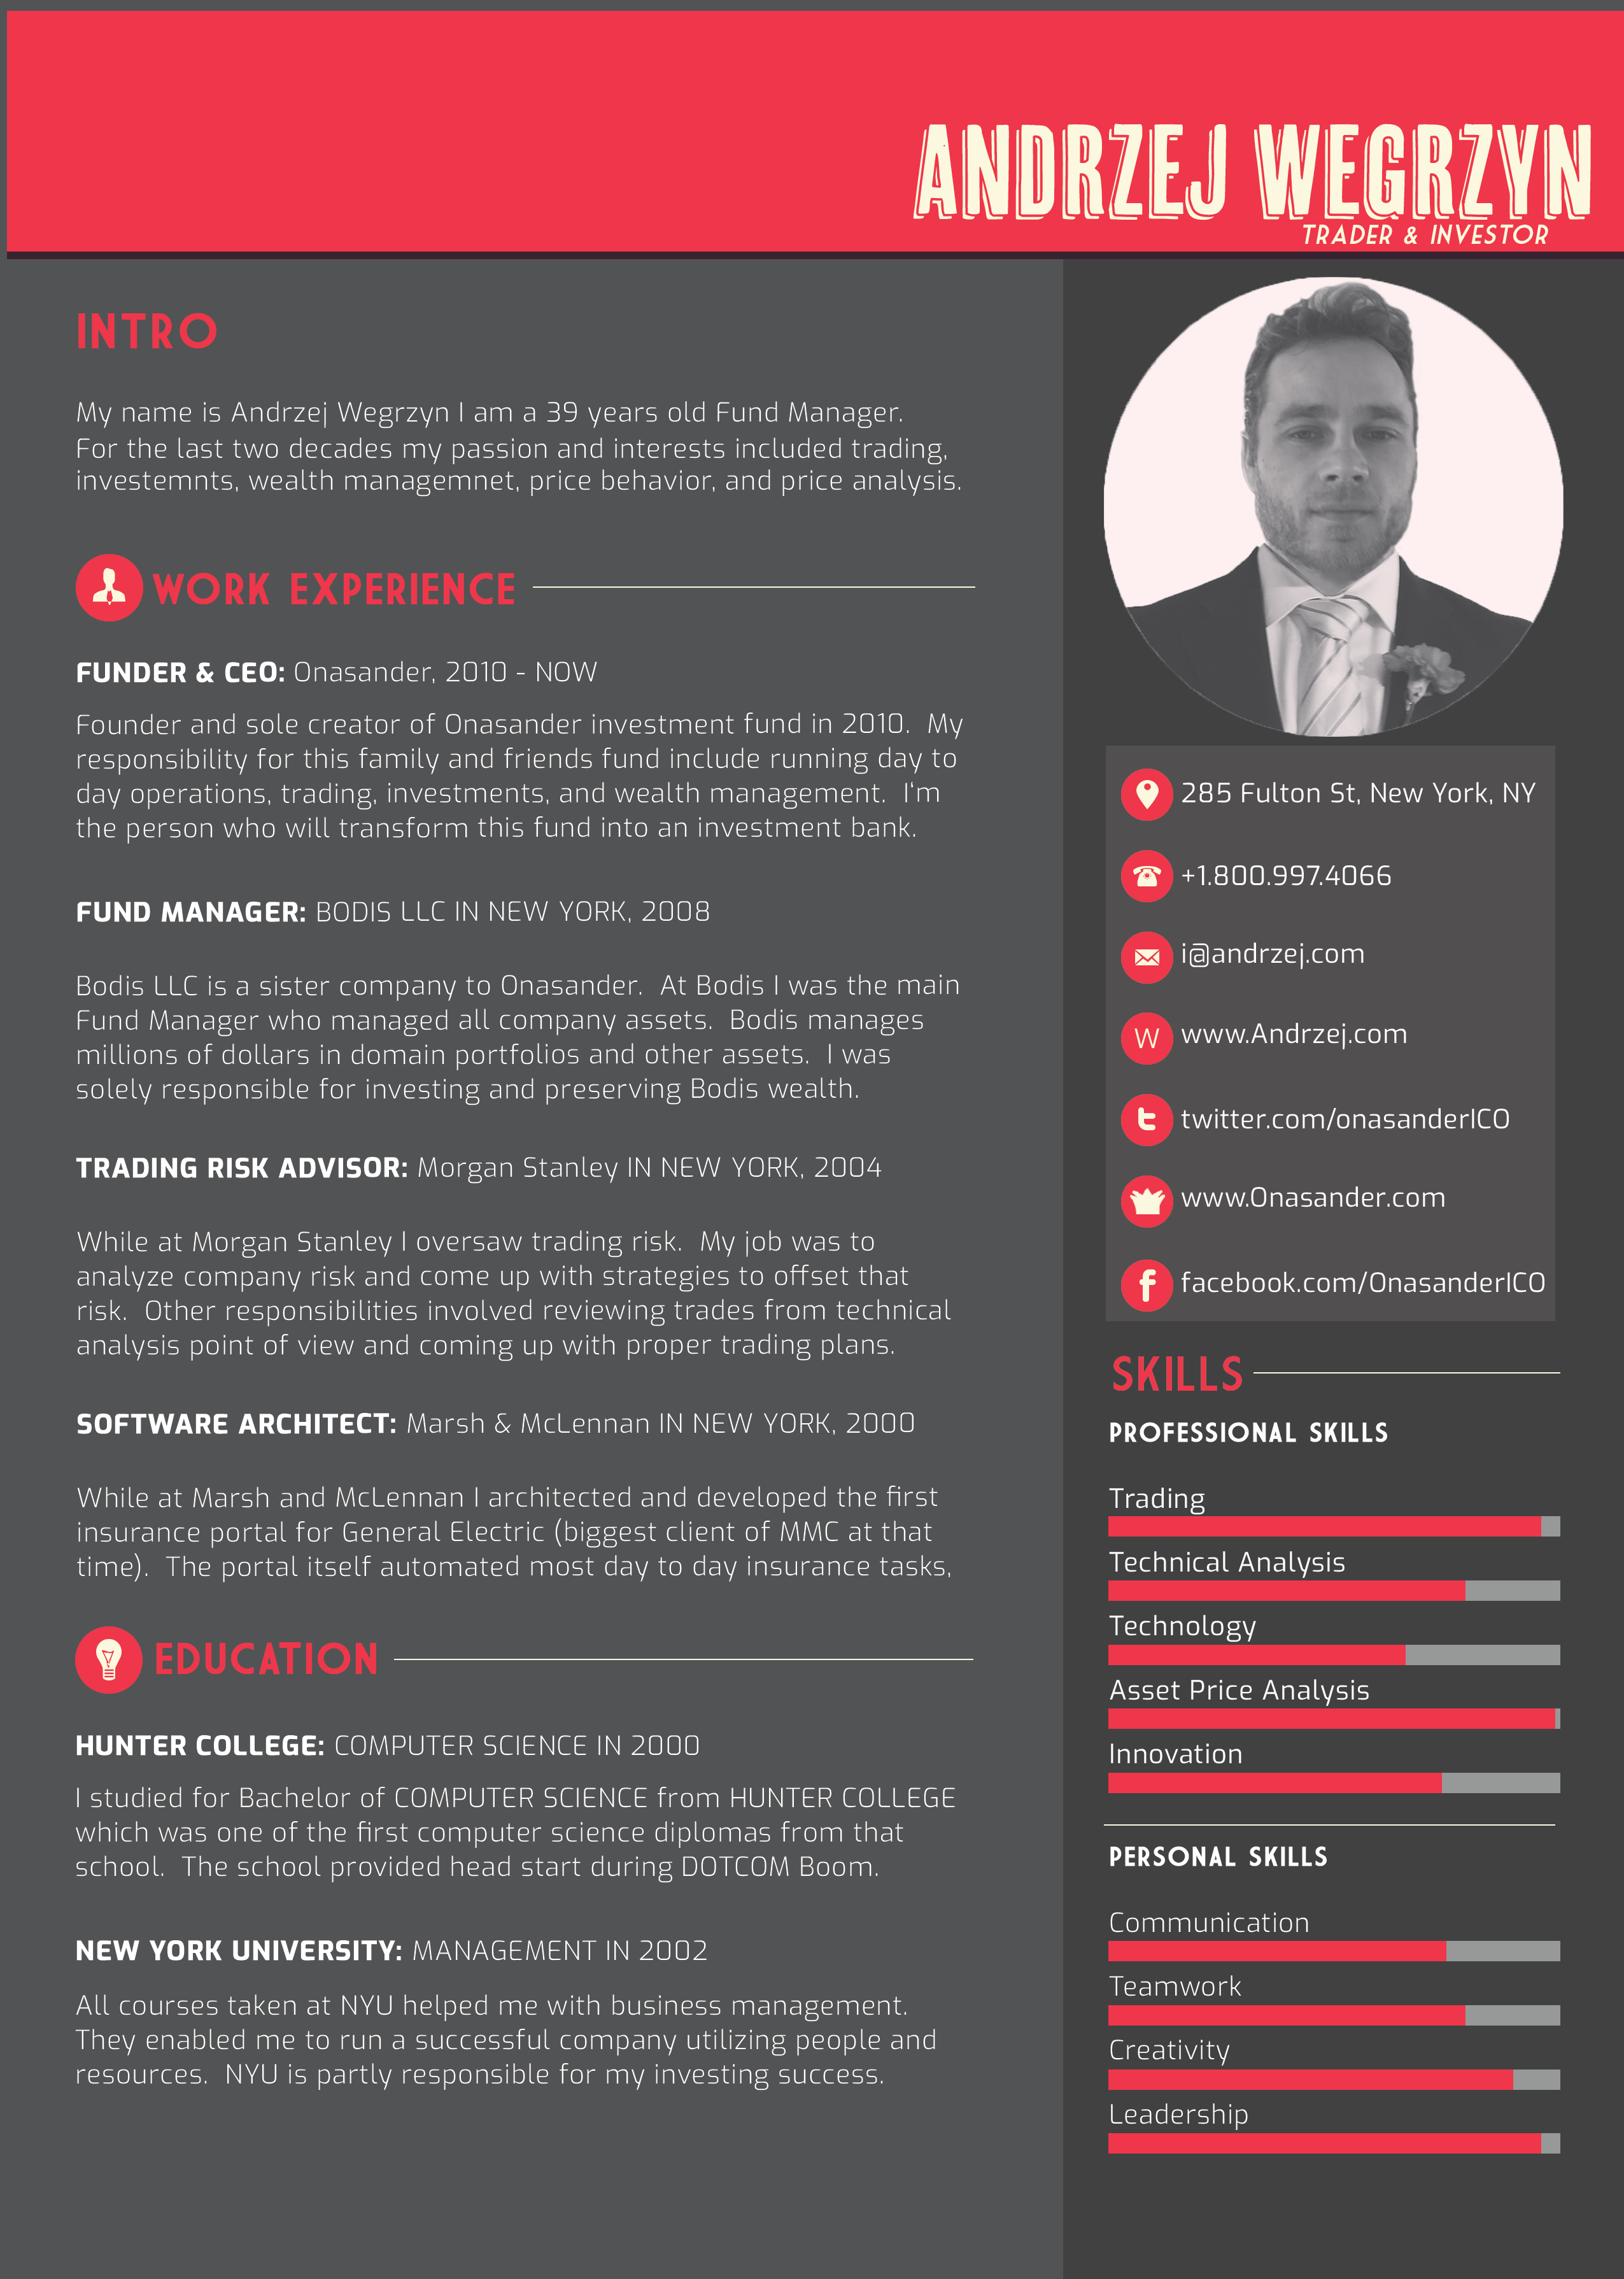 ANDRZEJ WEGRZYN
TRADER & INVESTOR
INTRO
My name is Andrzej Wegrzyn I am a 39 years old Fund Manager.
For the last two decades my passion and interests included trading,
investemnts, wealth managemnet, price behavior, and price analysis.
WORK EXPERIENCE
FUNDER & CEO: Onasander, 2010 - NOW
Founder and sole creator of Onasander investment fund in 2010. My
responsibility for this family and friends fund include running day to
day operations, trading, investments, and wealth management. I'm
the person who will transform this fund into an investment bank.
FUND MANAGER: BODIS LLC IN NEW YORK, 2008
Bodis LLC is a sister company to Onasander. At Bodis I was the main
Fund Manager who managed all company assets. Bodis manages
millions of dollars in domain portfolios and other assets. I was
solely responsible for investing and preserving Bodis wealth.
TRADING RISK ADVISOR: Morgan Stanley IN NEW YORK, 2004
While at Morgan Stanley I oversaw trading risk. My job was to
analyze company risk and come up with strategies to offset that
risk. Other responsibilities involved reviewing trades from technical
analysis point of view and coming up with proper trading plans.
SOFTWARE ARCHITECT: Marsh & McLennan IN NEW YORK, 2000
While at Marsh and McLennan I architected and developed the first
insurance portal for General Electric (biggest client of MMC at that
time). The portal itself automated most day to day insurance tasks,
EDUCATION
HUNTER COLLEGE: COMPUTER SCIENCE IN 2000
I studied for Bachelor of COMPUTER SCIENCE from HUNTER COLLEGE
which was one of the first computer science diplomas from that
school. The school provided head start during DOTCOM Boom.
NEW YORK UNIVERSITY: MANAGEMENT IN 2002
All courses taken at NYU helped me with business management.
They enabled me to run a successful company utilizing people and
resources. NYU is partly responsible for my investing success.
285 Fulton St, New York, NY
+1.800.997.4066
i@andrzej.com
W www.Andrzej.com
t twitter.com/onasanderICO
www.Onasander.com
f facebook.com/OnasanderICO
SKILLS
PROFESSIONAL SKILLS
Trading
Technical Analysis
Technology
Asset Price Analysis
Innovation
PERSONAL SKILLS
Communication
Teamwork
Creativity
Leadership